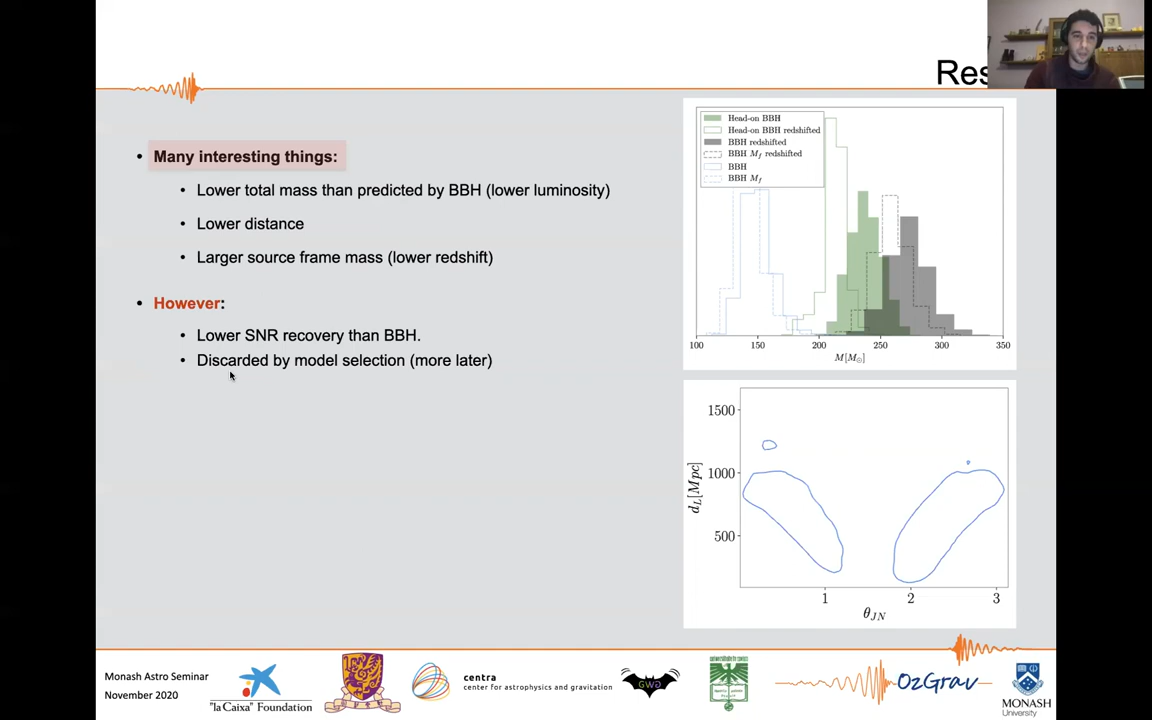 Res
Many interesting things:
Lower total mass than predicted by BBH (lower luminosity)
Lower distance
Larger source frame mass (lower redshift)
However:
Lower SNR recovery than BBH.
Discarded by model selection (more later)
Head-on BBH
Head-on BBH redshifted
BBH redshifted
BBH M_f redshifted
BBH
BBH M_f
100 150 200 250 300 350
M[M_⊙]
1500
1000
500
d_L[Mpc]
1 2 3
θ_JN
Monash Astro Seminar
November 2020
"la Caixa" Foundation
centra
center for astrophysics and gravitation
GWG
OzGrav
MONASH
University